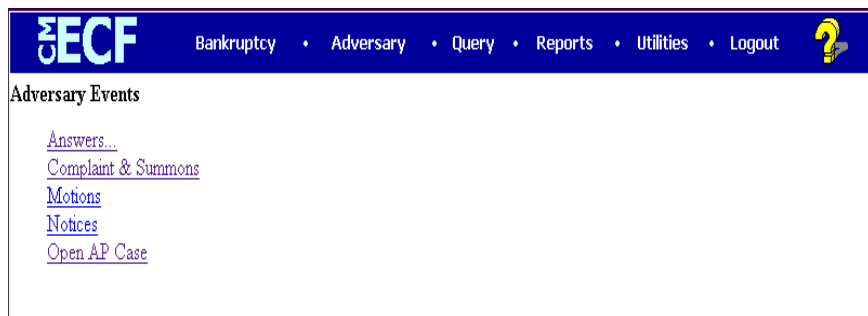 CM ECF Bankruptcy • Adversary • Query • Reports • Utilities • Logout ?
Adversary Events
Answers...
Complaint & Summons
Motions
Notices
Open AP Case